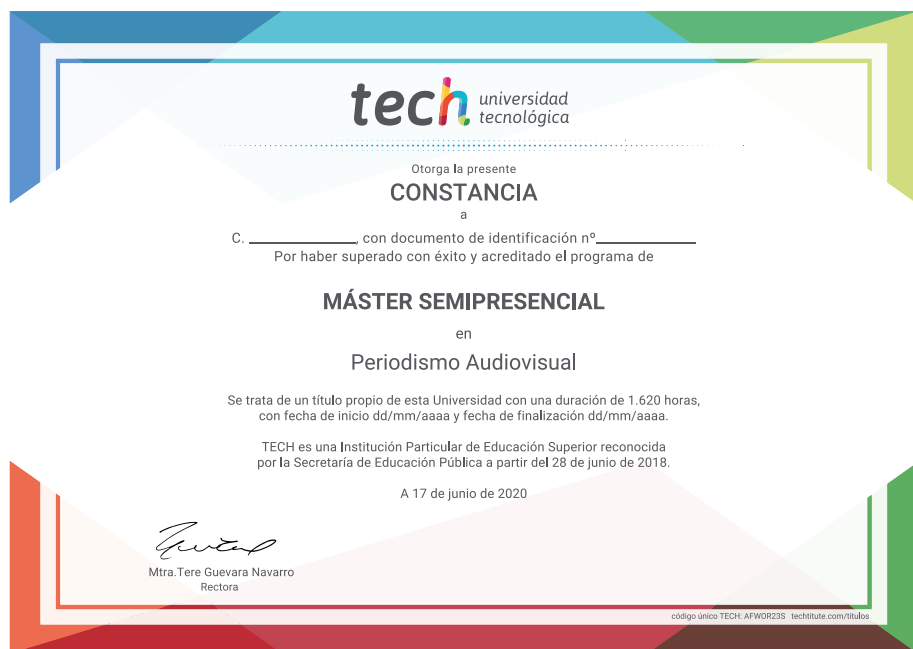 tech universidad
tecnológica
Otorga la presente
CONSTANCIA
a
C. ____________, con documento de identificación nº____________
Por haber superado con éxito y acreditado el programa de
MÁSTER SEMIPRESENCIAL
en
Periodismo Audiovisual
Se trata de un título propio de esta Universidad con una duración de 1.620 horas,
con fecha de inicio dd/mm/aaaa y fecha de finalización dd/mm/aaaa.
TECH es una Institución Particular de Educación Superior reconocida
por la Secretaría de Educación Pública a partir del 28 de junio de 2018.
A 17 de junio de 2020
Mtra.Tere Guevara Navarro
Rectora
código único TECH: AFWOR23S techtitute.com/titulos